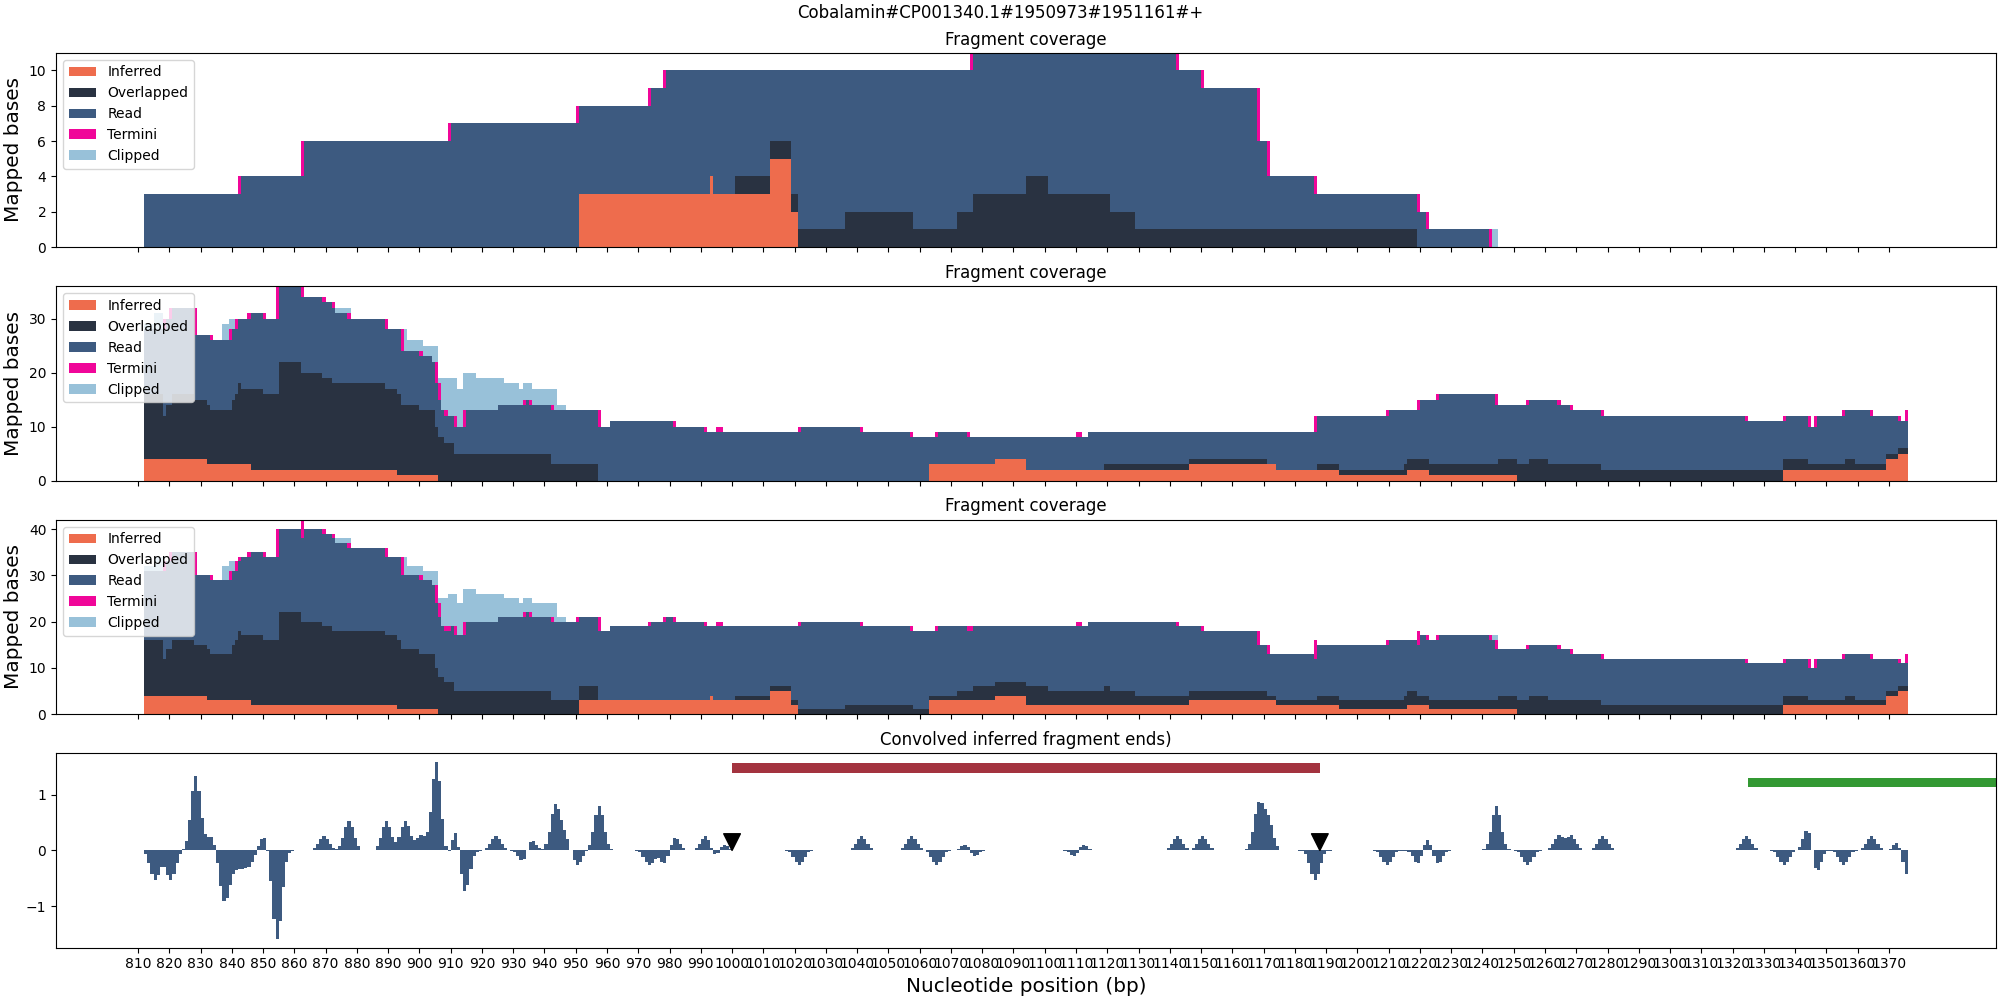 Cobalamin#CP001340.1#1950973#1951161#+
Fragment coverage
Mapped bases
10
8
6
4
2
0
Inferred
Overlapped
Read
Termini
Clipped
Fragment coverage
Mapped bases
30
20
10
0
Inferred
Overlapped
Read
Termini
Clipped
Fragment coverage
Mapped bases
40
30
20
10
0
Inferred
Overlapped
Read
Termini
Clipped
Convolved inferred fragment ends)
1
0
−1
810 820 830 840 850 860 870 880 890 900 910 920 930 940 950 960 970 980 990 1000 1010 1020 1030 1040 1050 1060 1070 1080 1090 1100 1110 1120 1130 1140 1150 1160 1170 1180 1190 1200 1210 1220 1230 1240 1250 1260 1270 1280 1290 1300 1310 1320 1330 1340 1350 1360 1370
Nucleotide position (bp)